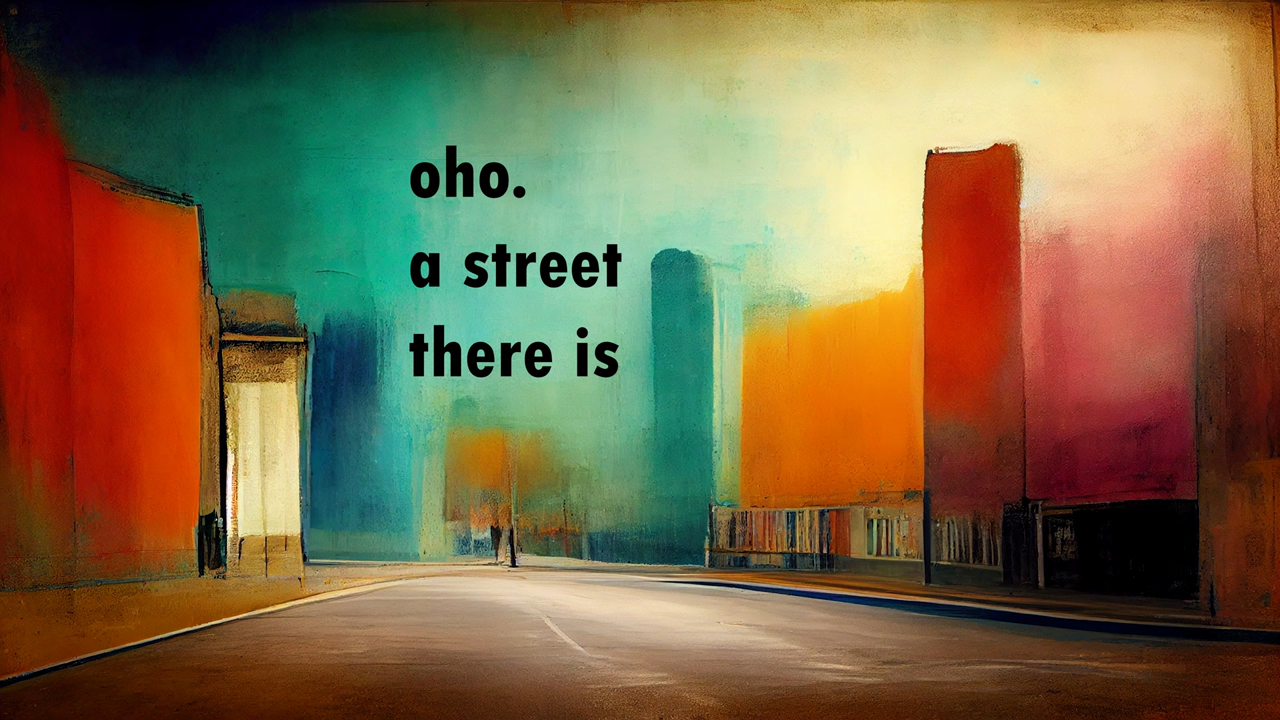 oho.
a street
there is